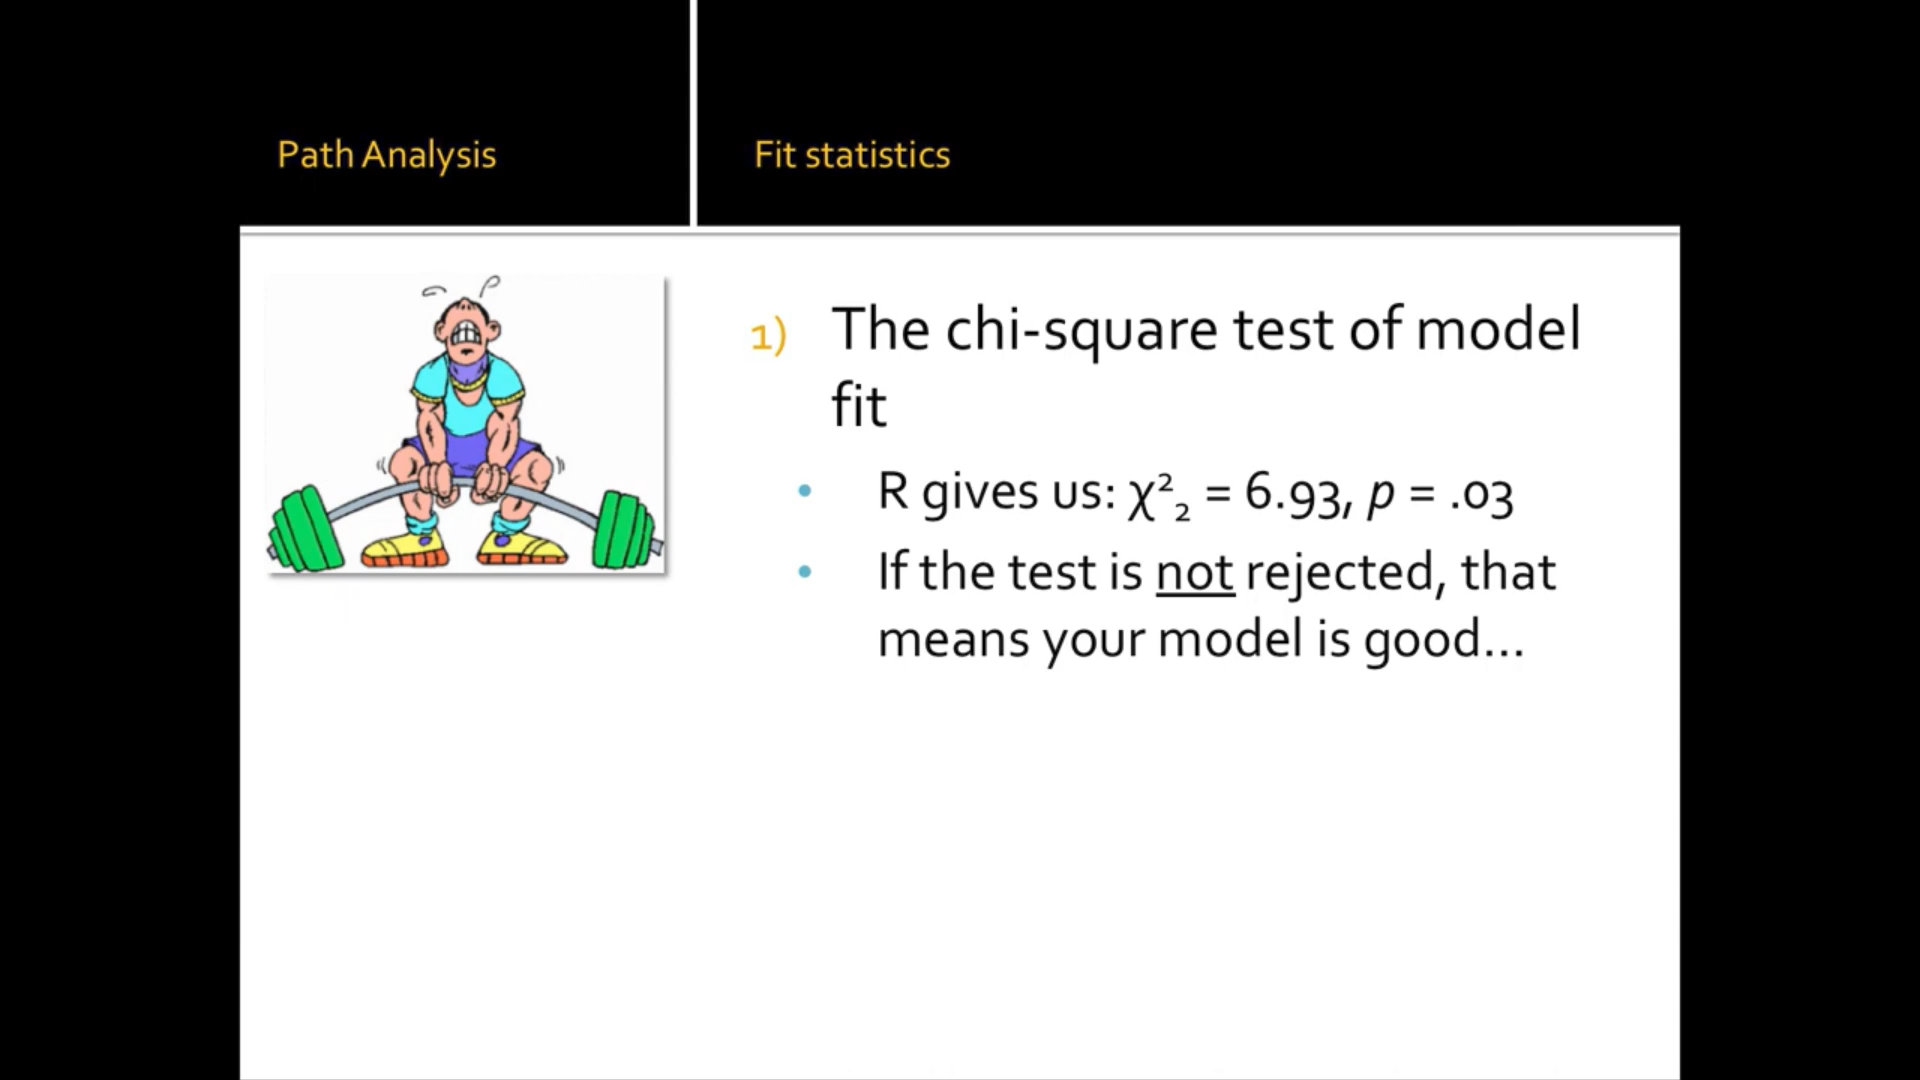 Path Analysis
Fit statistics
1) The chi-square test of model
fit
• R gives us: χ²₂ = 6.93, p = .03
• If the test is not rejected, that
means your model is good...